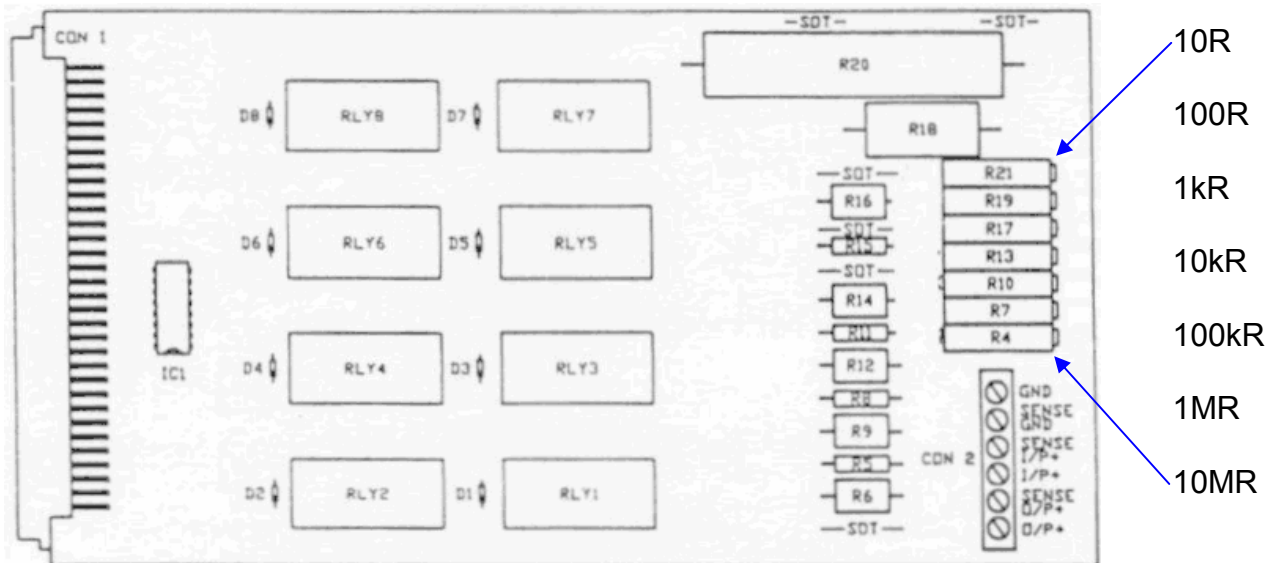 -SOT- -SOT-
CON 1
R20
D8 RLY8 D7 RLY7
R18
-SOT-
R21
R16
R19
-SOT-
R17
R15
D6 RLY6 D5 RLY5
R13
-SOT-
R10
R14
R7
R11
R4
IC1
D4 RLY4 D3 RLY3
R12
R8
R9
CON 2
R5
D2 RLY2 D1 RLY1
R6
-SOT-
GND
SENSE
GND
SENSE
I/P+
I/P+
SENSE
O/P+
O/P+
10R
100R
1kR
10kR
100kR
1MR
10MR